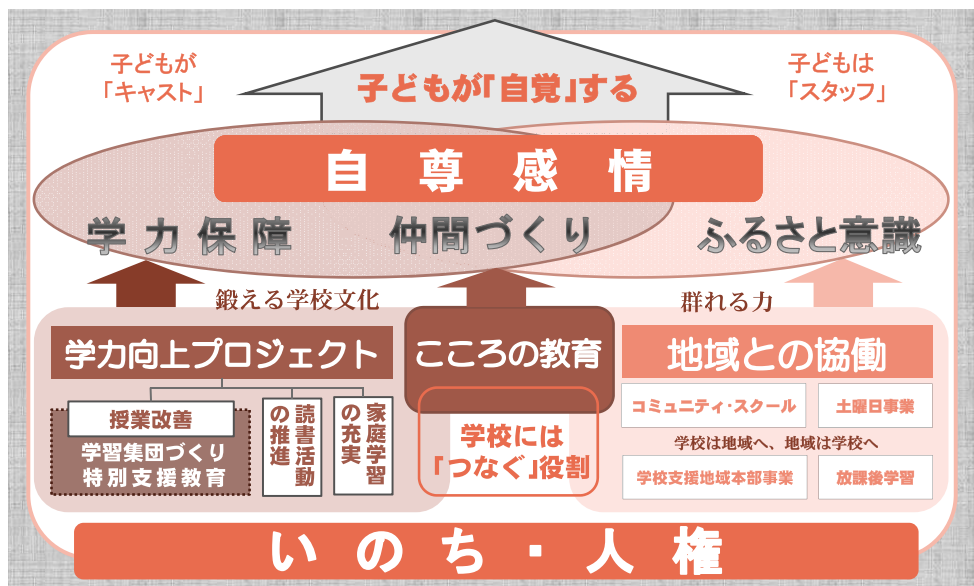 子どもが
「キャスト」
子どもが「自覚」する
子どもは
「スタッフ」
自尊感情
学力保障
仲間づくり
ふるさと意識
鍛える学校文化
群れる力
学力向上プロジェクト
授業改善
学習集団づくり
特別支援教育
読書活動
の推進
家庭学習
の充実
こころの教育
学校には
「つなぐ」役割
地域との協働
コミュニティ・スクール
土曜日事業
学校は地域へ、地域は学校へ
学校支援地域本部事業
放課後学習
いのち・人権